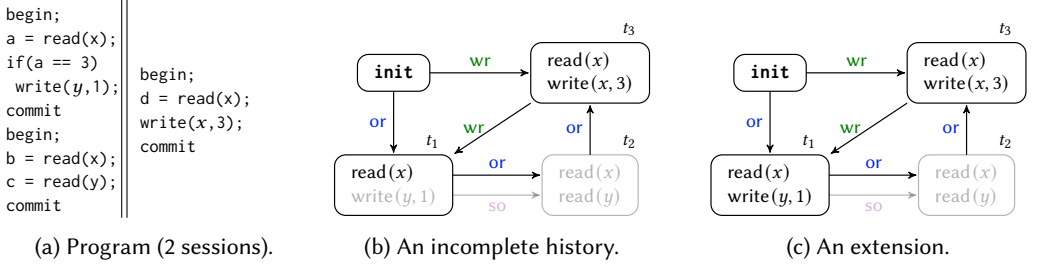 begin;
a = read(x);
if(a == 3)
write(y,1);
commit
begin;
b = read(x);
c = read(y);
commit
begin;
d = read(x);
write(x,3);
commit
(a) Program (2 sessions).
init
wr
t3
read(x)
write(x, 3)
or
wr
or
t1
read(x)
write(y, 1)
or
so
t2
read(x)
read(y)
(b) An incomplete history.
init
wr
t3
read(x)
write(x, 3)
or
wr
or
t1
read(x)
write(y, 1)
or
so
t2
read(x)
read(y)
(c) An extension.